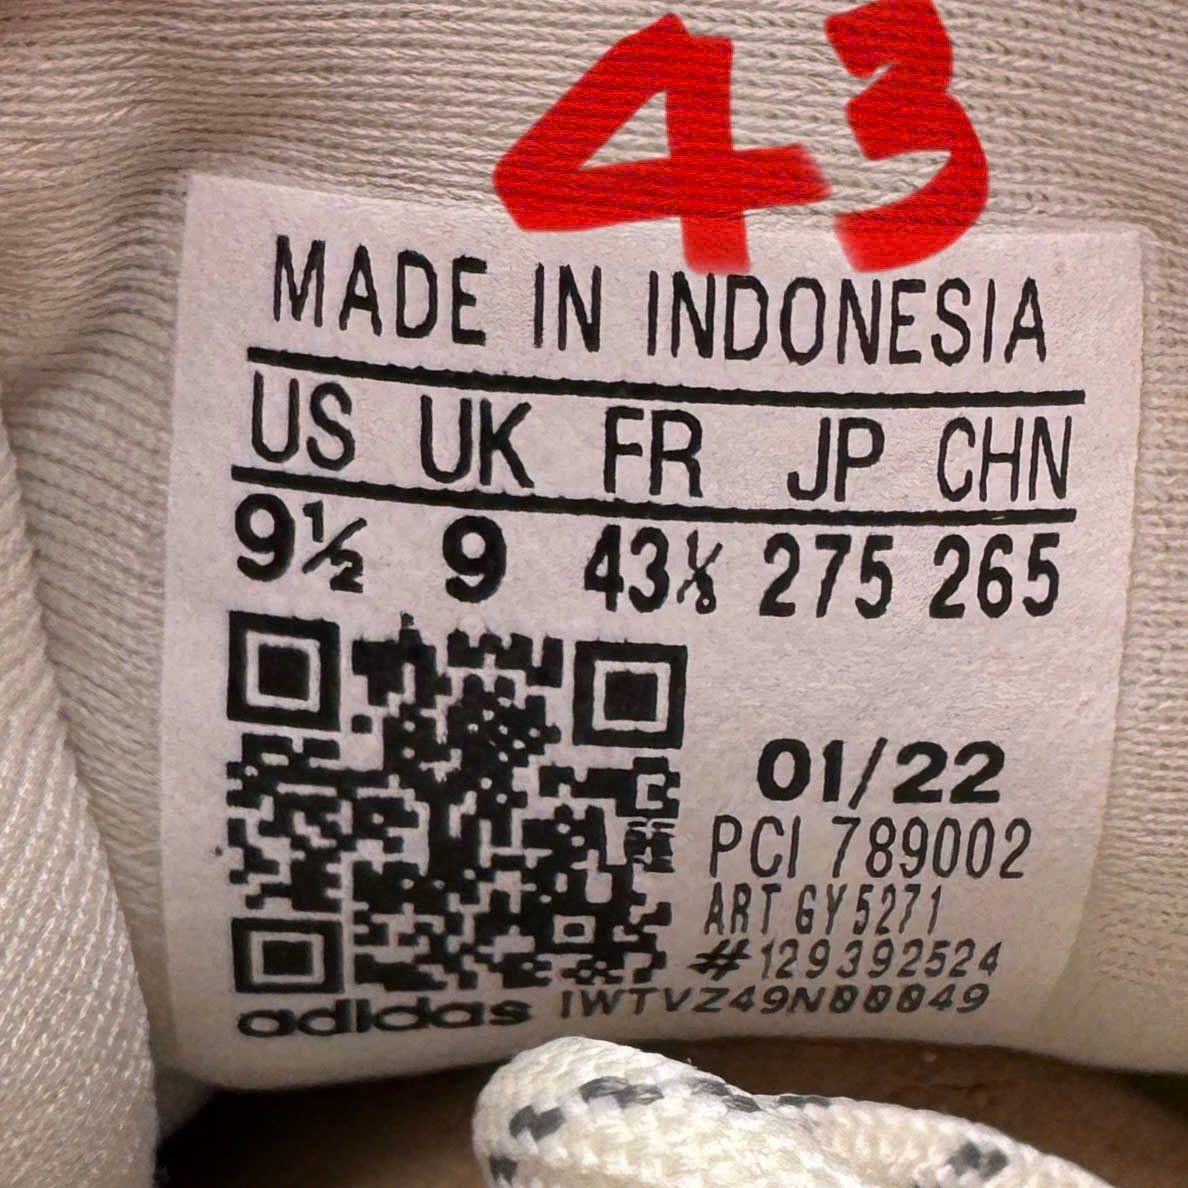 43
MADE IN INDONESIA
US UK FR JP CHN
9½ 9 43⅓ 275 265
01/22
PCI 789002
ART GY5271
#129392524
adidas 1WTVZ49N00049